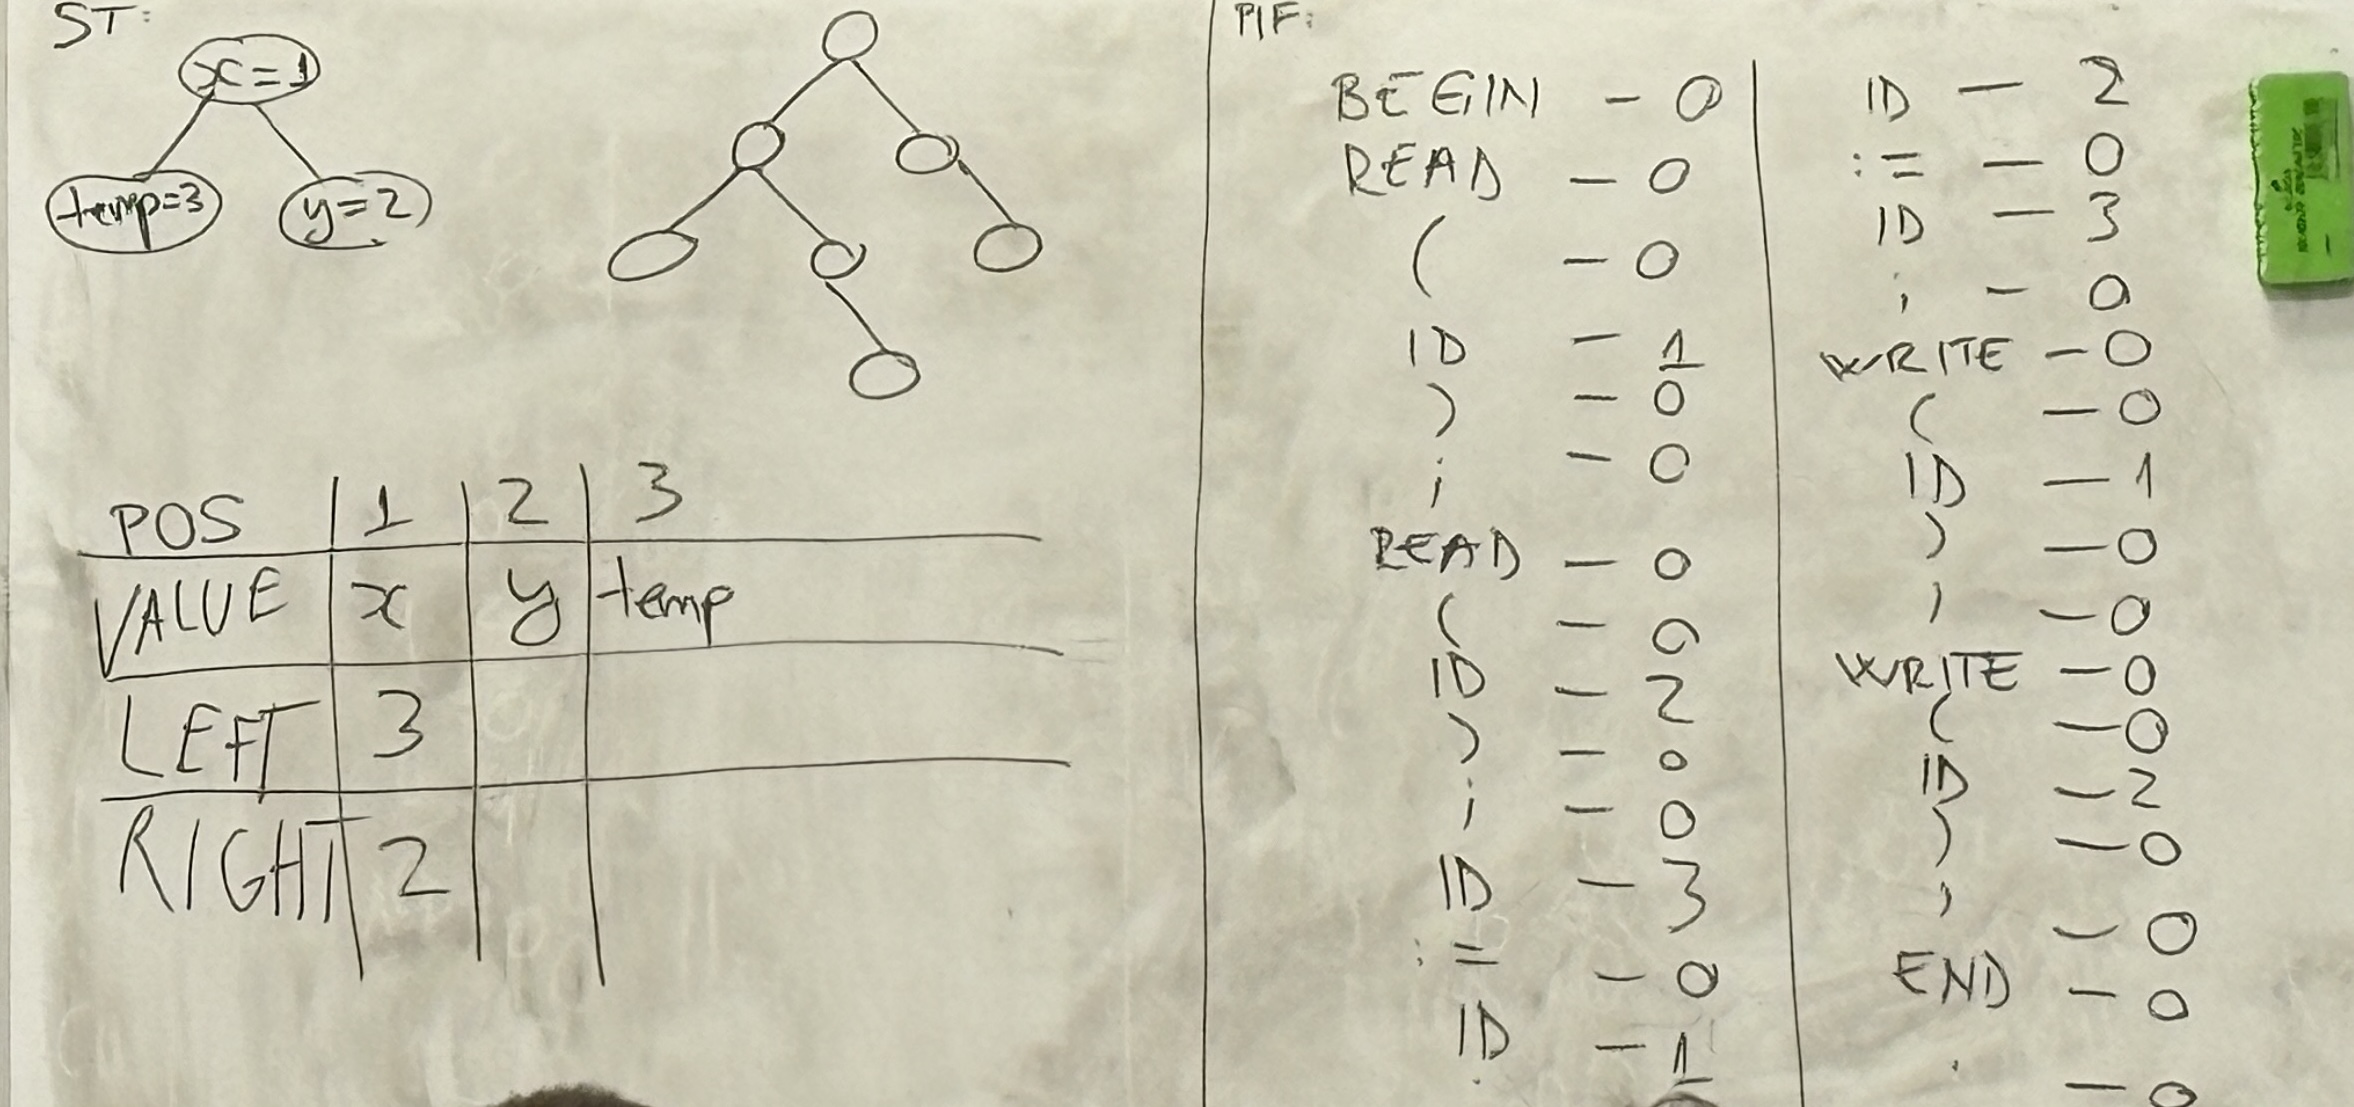 ST:
x=1
temp=3
y=2
POS 1 2 3
VALUE x y temp
LEFT 3
RIGHT 2
PIF:
BEGIN - 0
READ - 0
( - 0
ID - 1
) - 0
; - 0
READ - 0
( - 0
ID - 2
) - 0
; - 0
ID - 3
:= - 0
ID - 1
ID - 2
:= - 0
ID - 3
; - 0
WRITE - 0
( - 0
ID - 1
) - 0
; - 0
WRITE - 0
( - 0
ID - 2
) - 0
; - 0
END - 0
. - 0